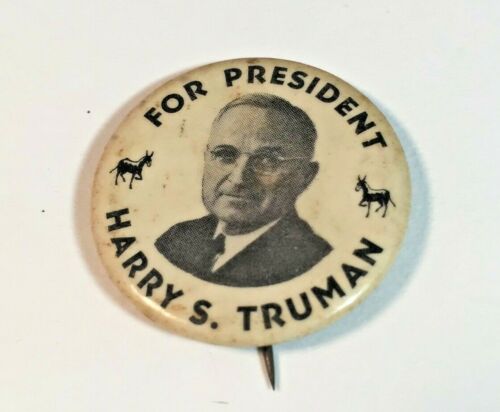 FOR PRESIDENT
HARRY S. TRUMAN